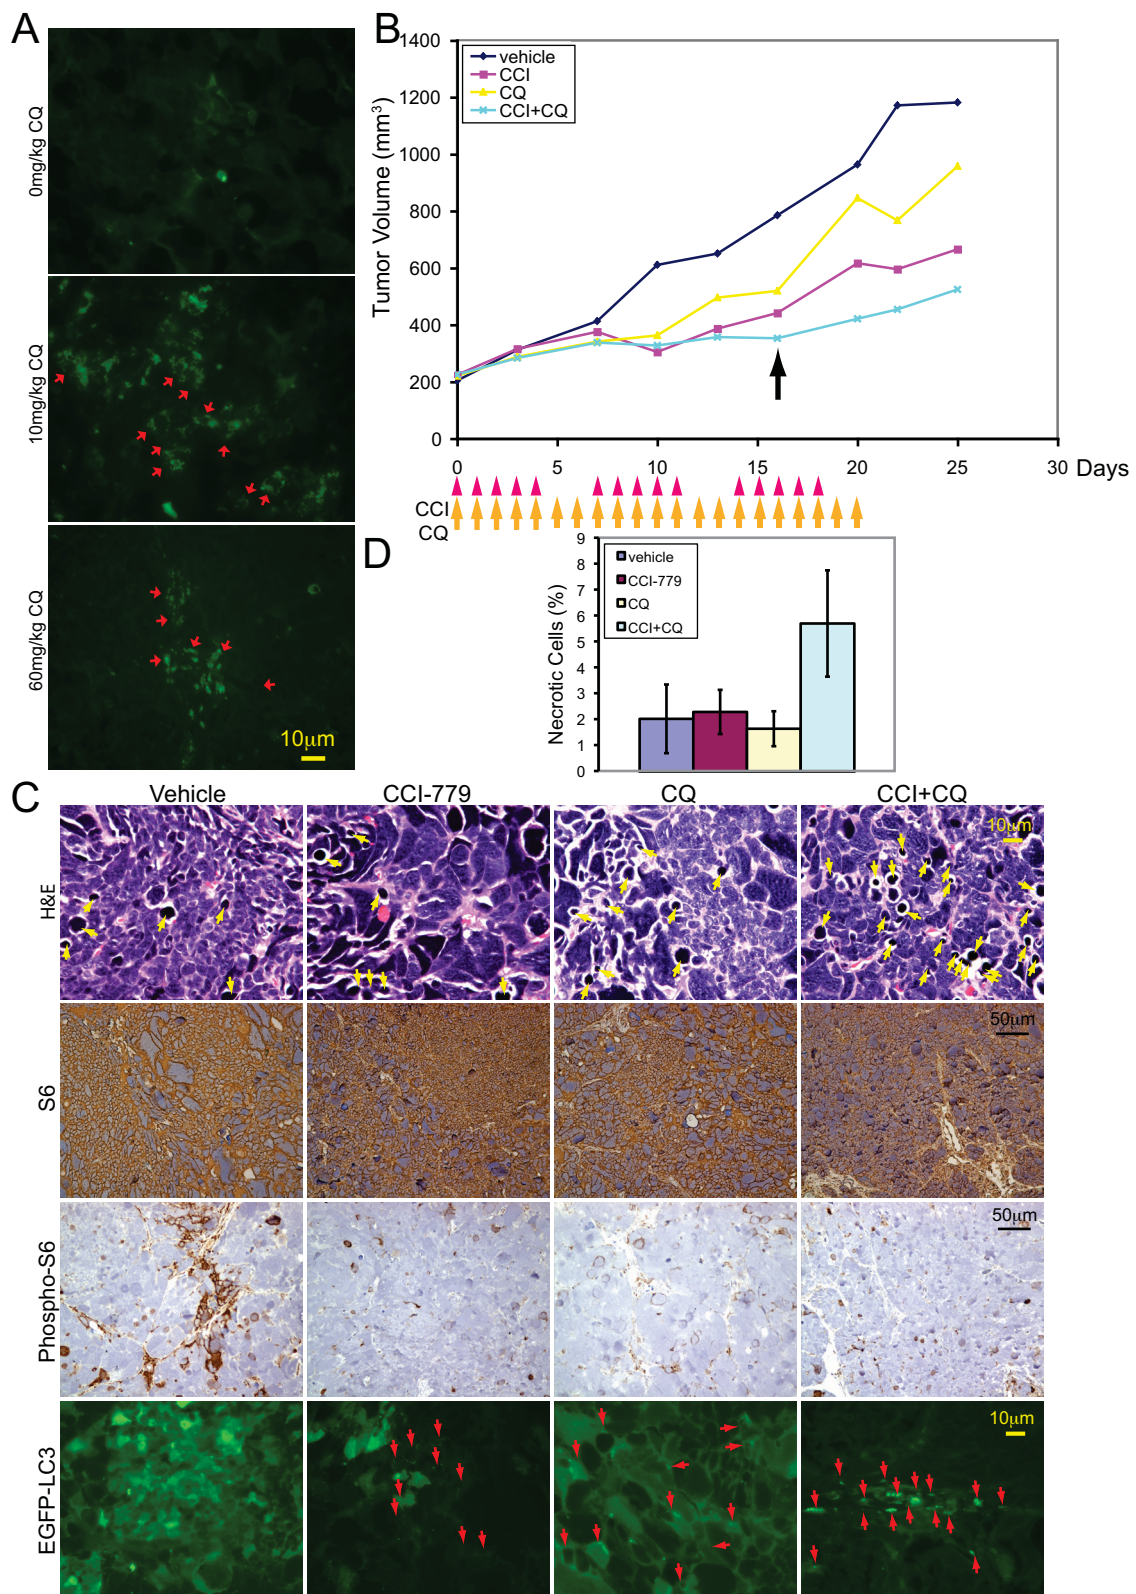 A
0mg/kg CQ
10mg/kg CQ
60mg/kg CQ
10μm
B
Tumor Volume (mm³)
1400
1200
1000
800
600
400
200
0
vehicle
CCI
CQ
CCI+CQ
0 5 10 15 20 25 30 Days
CCI
CQ
D
Necrotic Cells (%)
9
8
7
6
5
4
3
2
1
0
vehicle
CCI-779
CQ
CCI+CQ
C
Vehicle CCI-779 CQ CCI+CQ
H&E
10μm
S6
50μm
Phospho-S6
50μm
EGFP-LC3
10μm